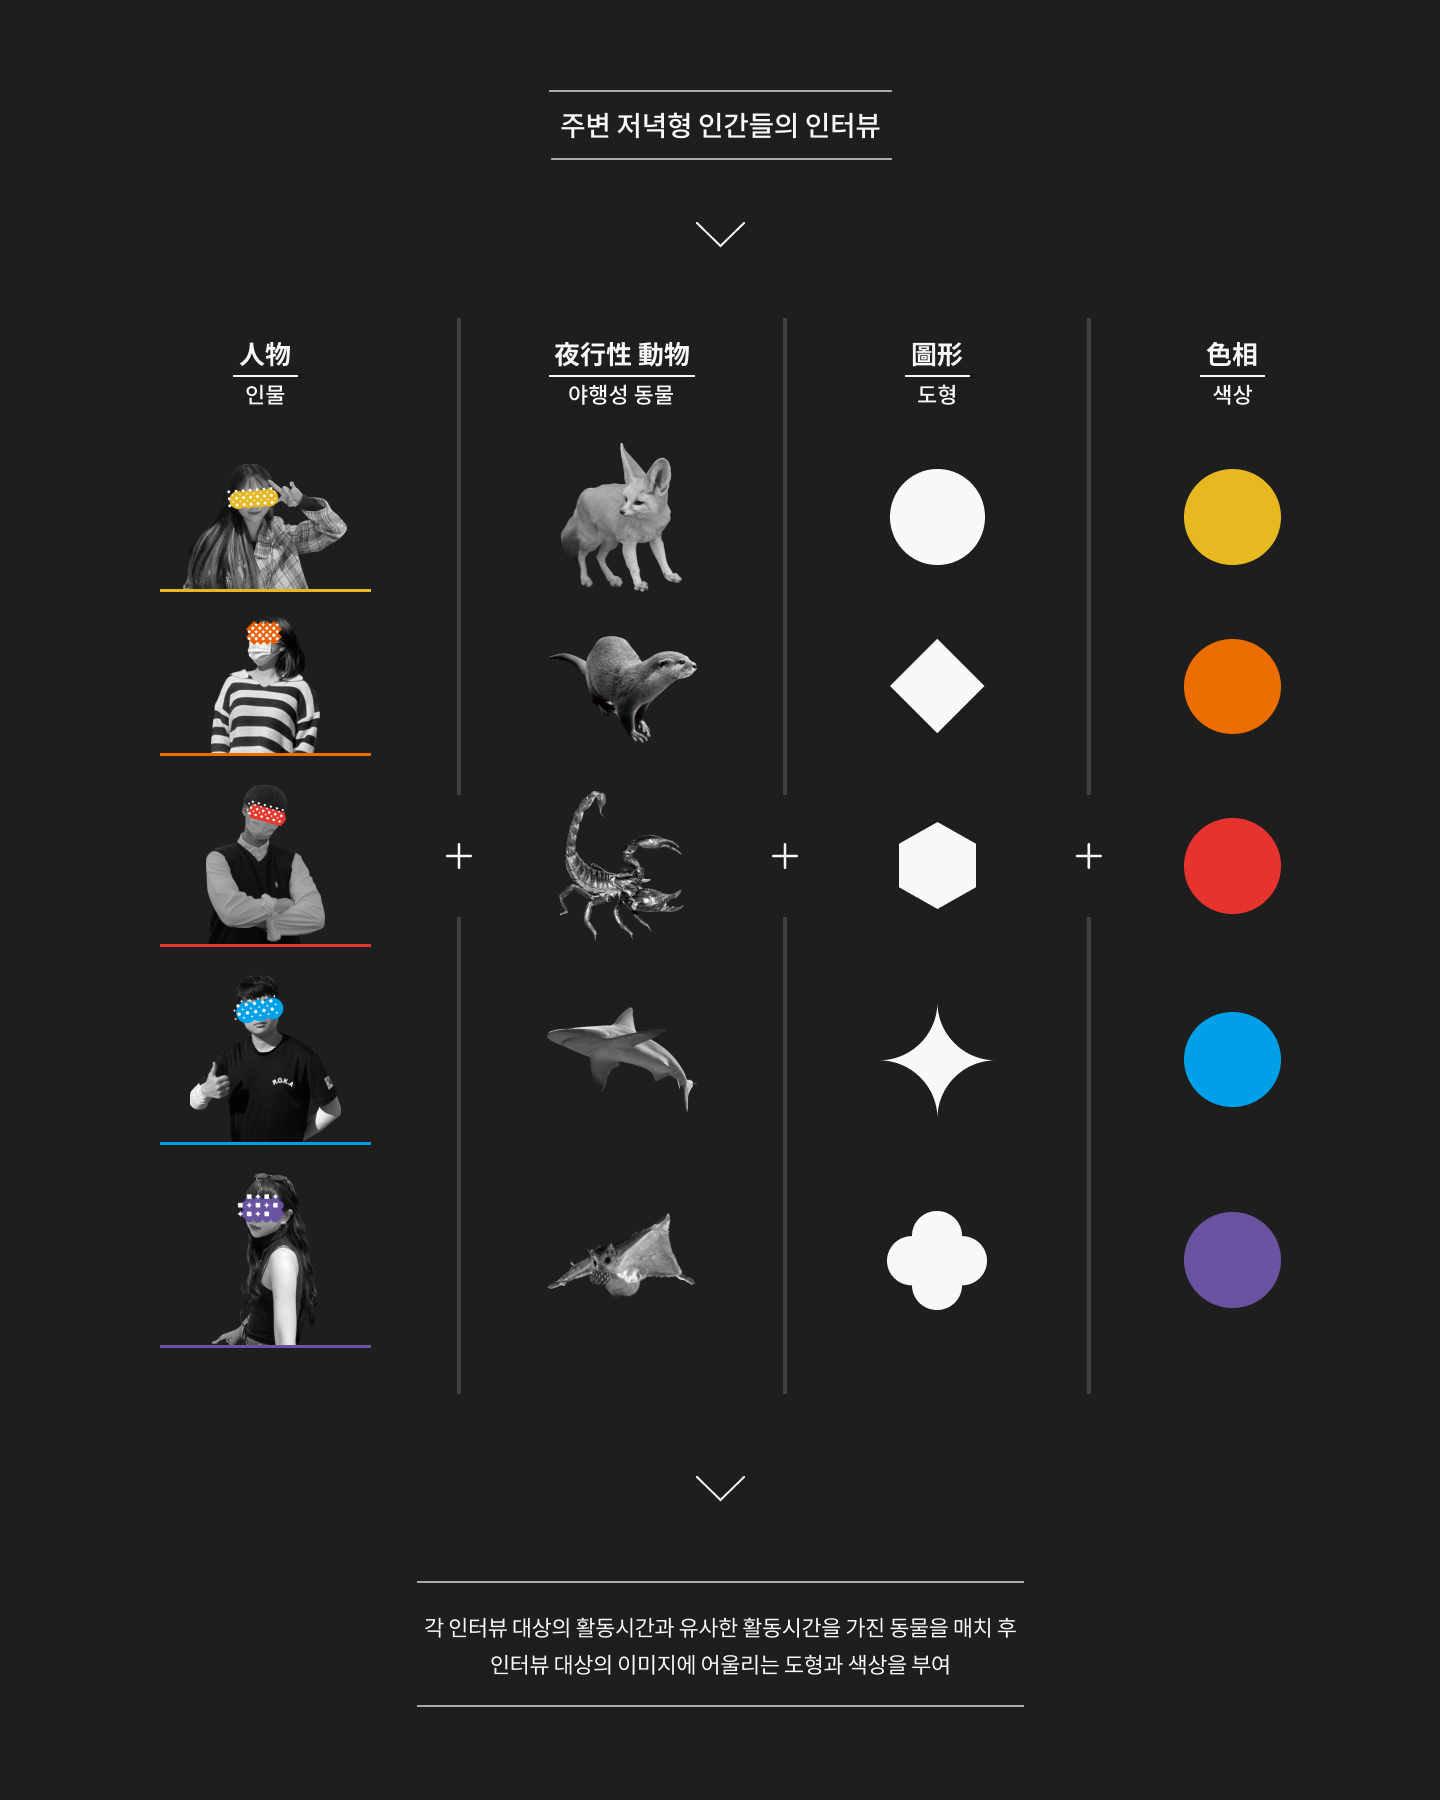 주변 저녁형 인간들의 인터뷰
人物
인물
夜行性 動物
야행성 동물
圖形
도형
色相
색상
R.O.K.A
각 인터뷰 대상의 활동시간과 유사한 활동시간을 가진 동물을 매치 후
인터뷰 대상의 이미지에 어울리는 도형과 색상을 부여